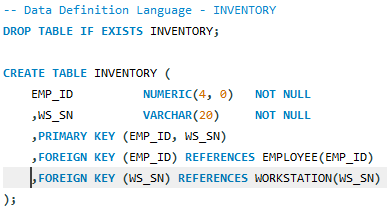 -- Data Definition Language - INVENTORY
DROP TABLE IF EXISTS INVENTORY;
CREATE TABLE INVENTORY (
EMP_ID NUMERIC(4, 0) NOT NULL
,WS_SN VARCHAR(20) NOT NULL
,PRIMARY KEY (EMP_ID, WS_SN)
,FOREIGN KEY (EMP_ID) REFERENCES EMPLOYEE(EMP_ID)
,FOREIGN KEY (WS_SN) REFERENCES WORKSTATION(WS_SN)
);